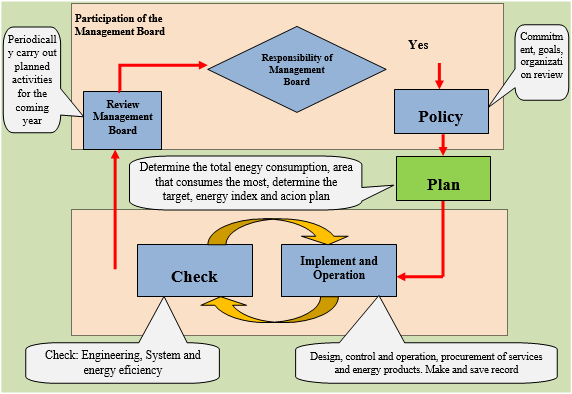 Participation of the
Management Board
Periodicall
y carry out
planned
activities
for the
coming
year
Responsibility of
Management
Board
Yes
Commitm
ent, goals,
organizati
on review
Review
Management
Board
Policy
Determine the total enegy consumption, area
that consumes the most, determine the
target, energy index and acion plan
Plan
Check
Implement and
Operation
Check: Engineering, System and
energy eficiency
Design, control and operation, procurement of services
and energy products. Make and save record